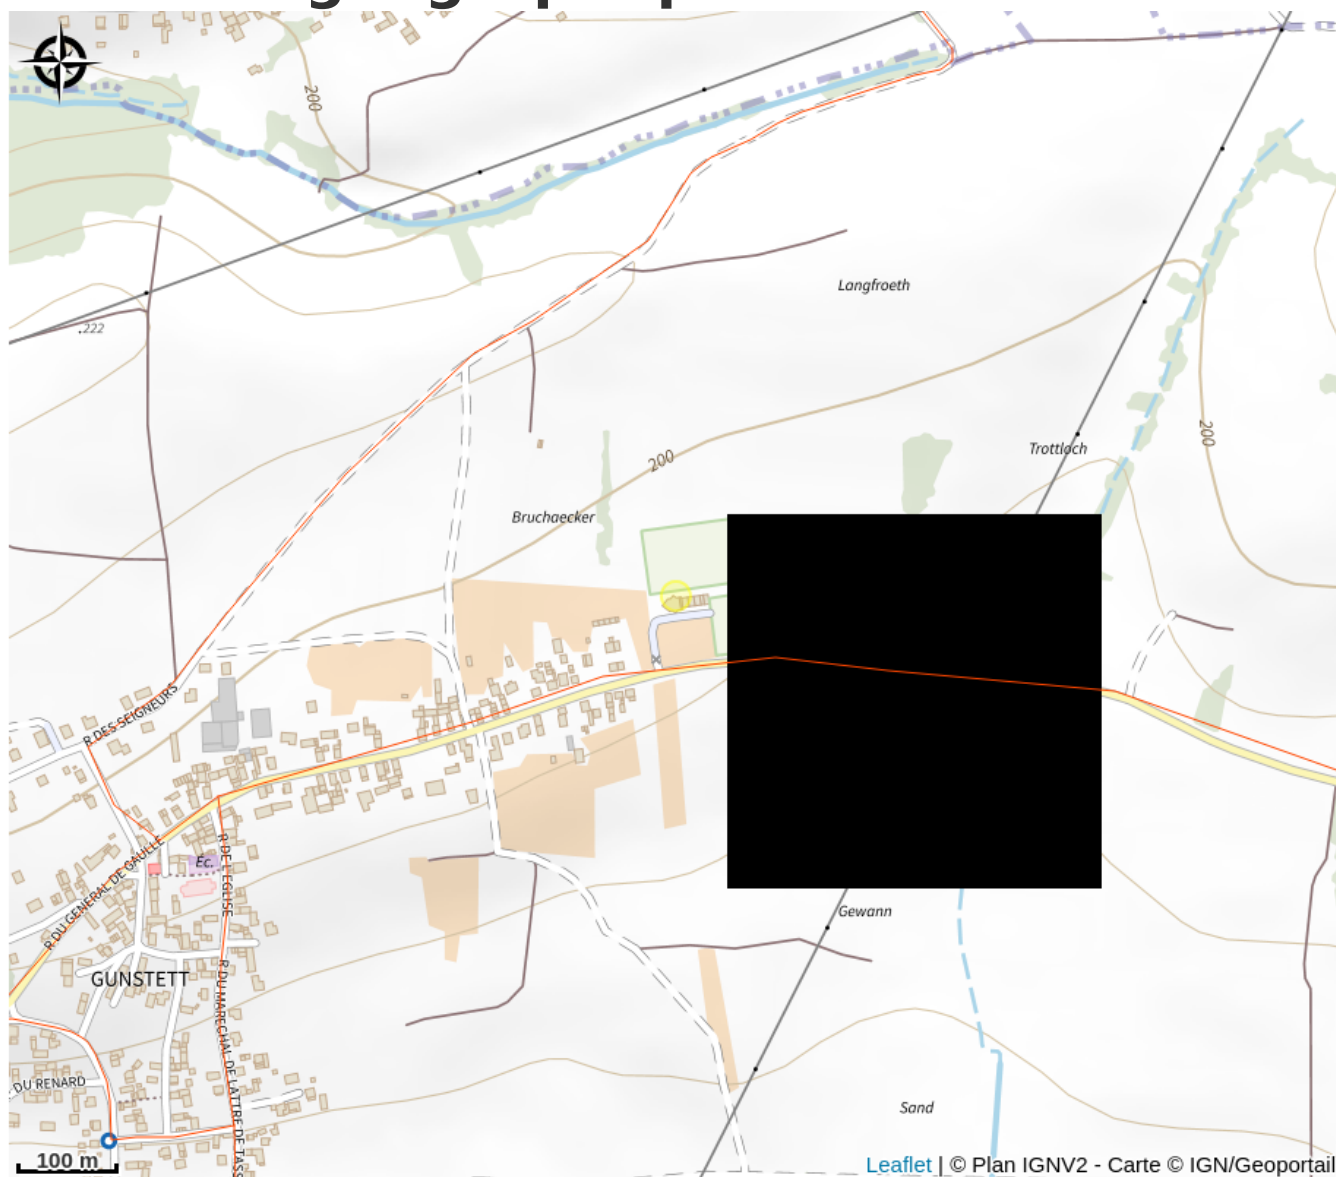 200
.222
Langfroeth
200
Trottloch
200
Bruchaecker
R DES SEIGNEURS
R DU GENERAL DE GAULLE
Éc.
R DE L'EGLISE
Gewann
GUNSTETT
R DU MARECHAL DE LATTRE DE TASS
DU RENARD
Sand
100 m
Leaflet | © Plan IGNV2 - Carte © IGN/Geoportail